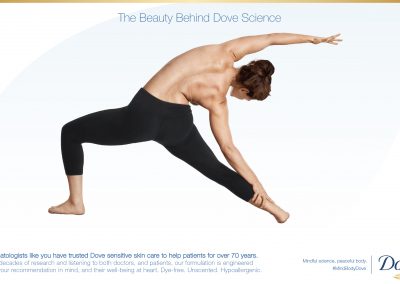 The Beauty Behind Dove Science
atologists like you have trusted Dove sensitive skin care to help patients for over 70 years.
decades of research and listening to both doctors, and patients, our formulation is engineered
your recommendation in mind, and their well-being at heart. Dye-free. Unscented. Hypoallergenic.
Mindful science, peaceful body.
#MindBodyDove
Do